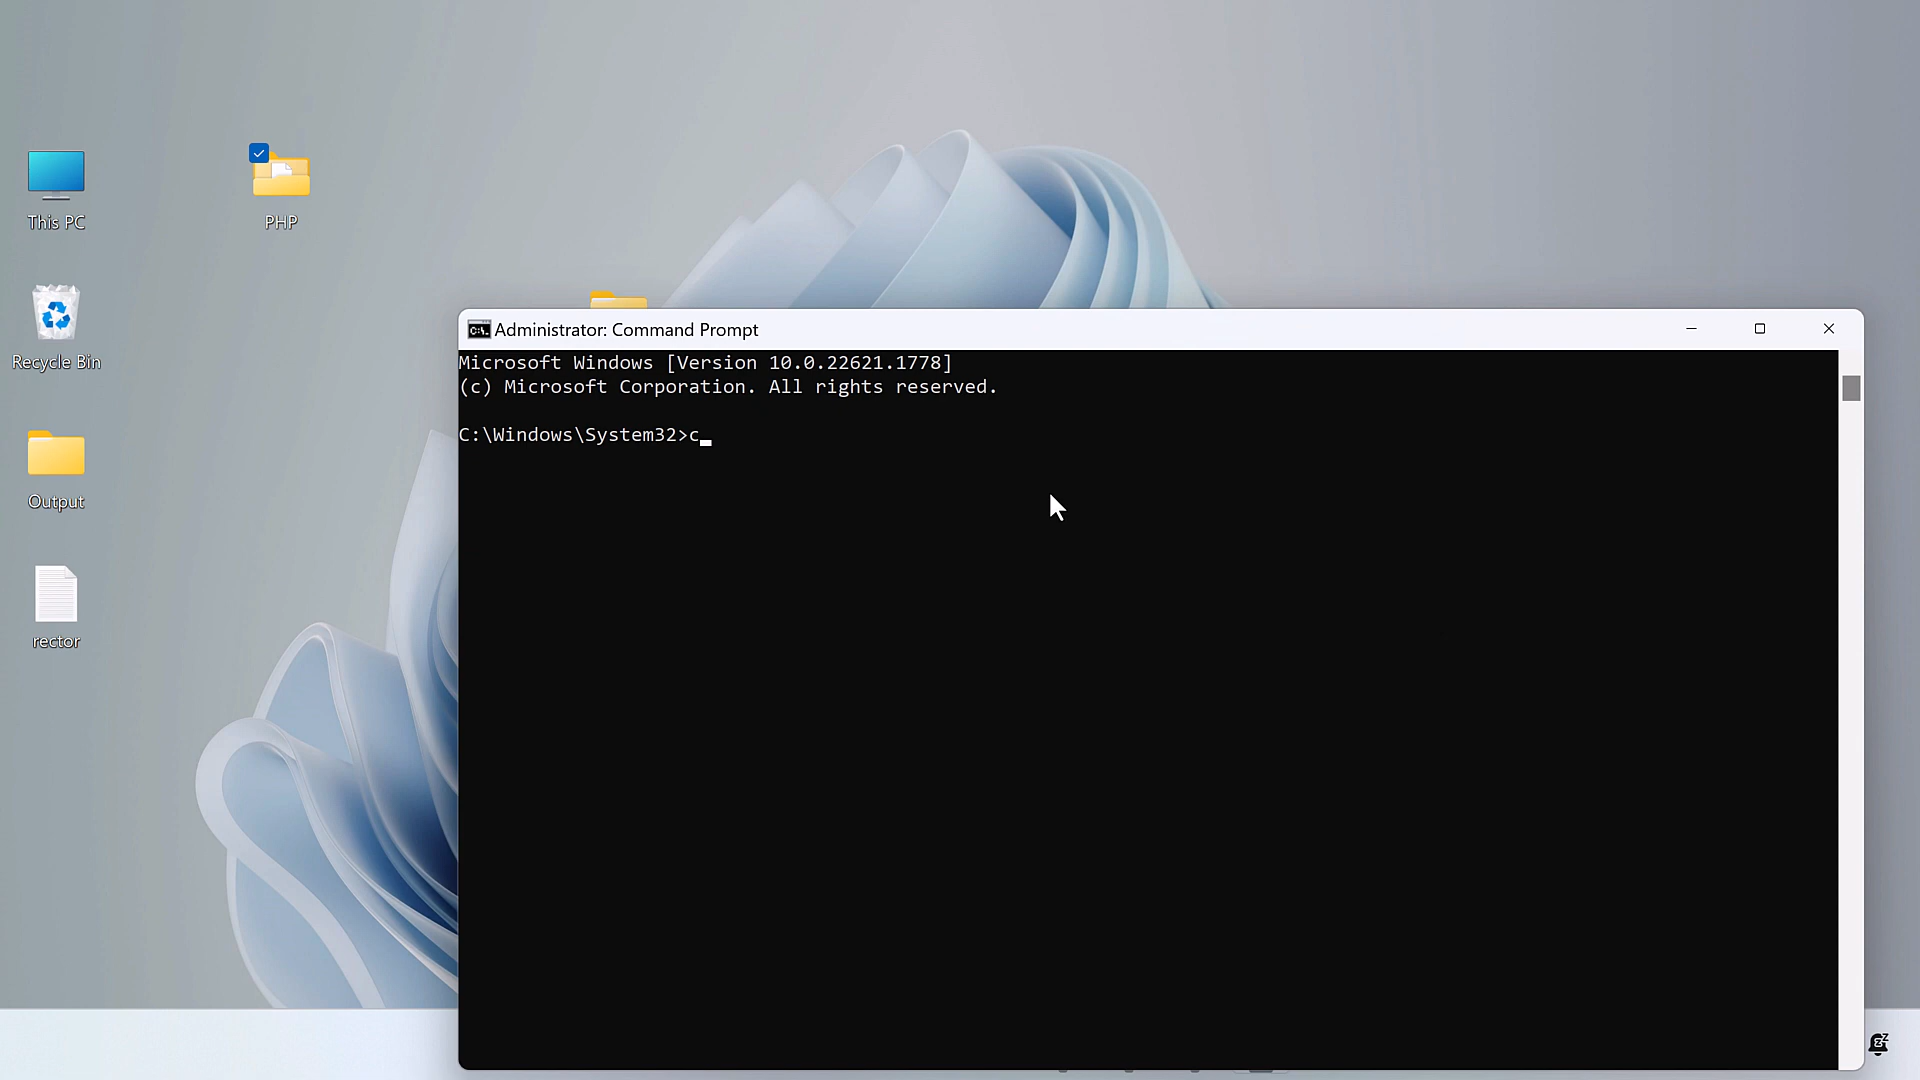 This PC
PHP
Recycle Bin
Output
rector
Administrator: Command Prompt
Microsoft Windows [Version 10.0.22621.1778]
(c) Microsoft Corporation. All rights reserved.
C:\Windows\System32>c